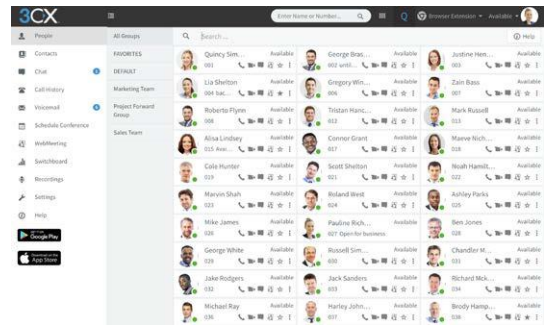 3CX
Enter Name or Number...
Browser Extension
Available
People
Contacts
Chat
Call History
Voicemail
Schedule Conference
WebMeeting
Switchboard
Recordings
Settings
Help
Google Play
App Store
All Groups
FAVORITES
DEFAULT
Marketing Team
Project Forward Group
Sales Team
Search ...
Help
Quincy Sim... Available
001
George Bras... Available
002 until...
Justine Hen... Available
003
Lia Shelton Available
004 bac...
Gregory Win... Available
006
Zain Bass Available
007
Roberto Flynn Available
008
Tristan Hanc... Available
012
Mark Russell Available
013
Alisa Lindsey Available
015
Connor Grant Available
017
Maeve Nich... Available
018
Cole Hunter Available
019
Scott Shelton Available
021
Noah Hamilt... Available
022
Marvin Shah Available
023
Roland West Available
024
Ashley Parks Available
025
Mike James Available
026
Pauline Rich... Available
027 Open for business
Ben Jones Available
028
George White Available
029
Russell Sim... Available
030
Chandler M... Available
031
Jake Rodgers Available
032
Jack Sanders Available
033
Richard Mck... Available
034
Michael Ray Available
036
Harley John... Available
037
Brody Hamp... Available
038